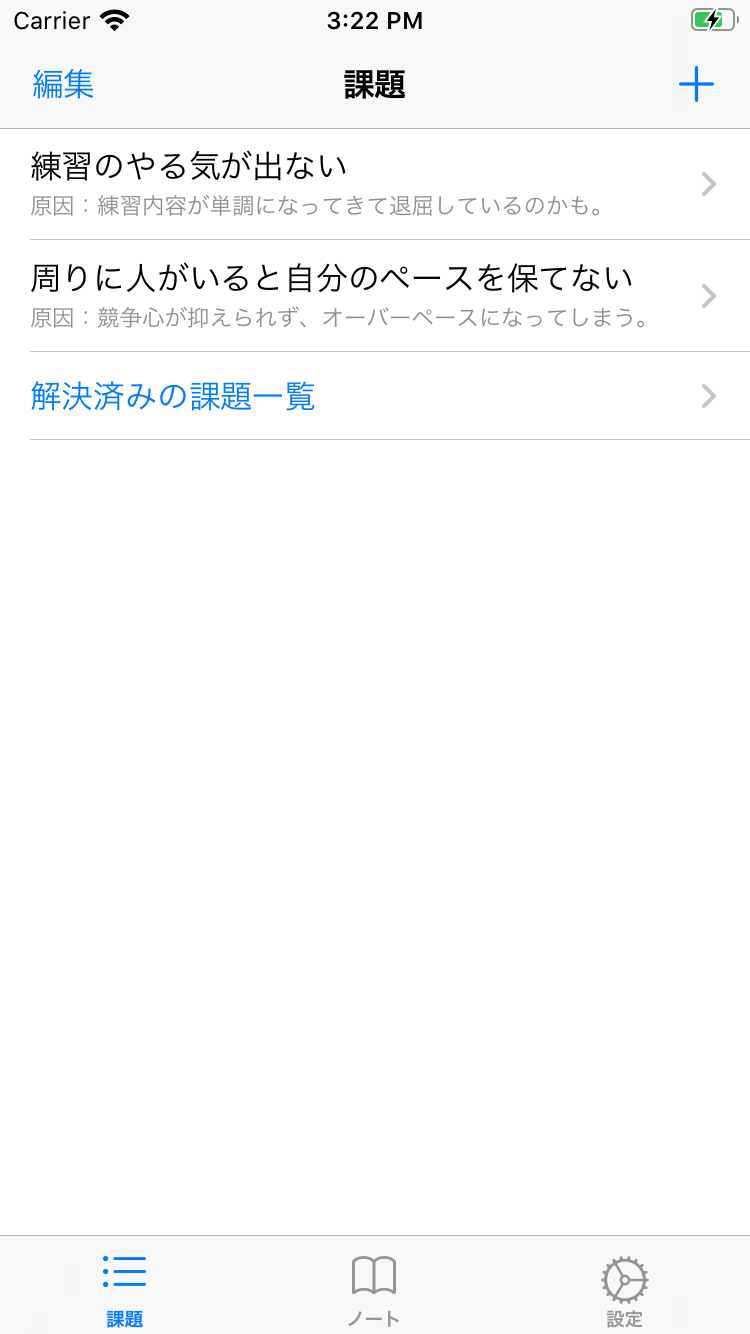 Carrier
3:22 PM
編集
課題
練習のやる気が出ない
原因：練習内容が単調になってきて退屈しているのかも。
周りに人がいると自分のペースを保てない
原因：競争心が抑えられず、オーバーペースになってしまう。
解決済みの課題一覧
課題
ノート
設定